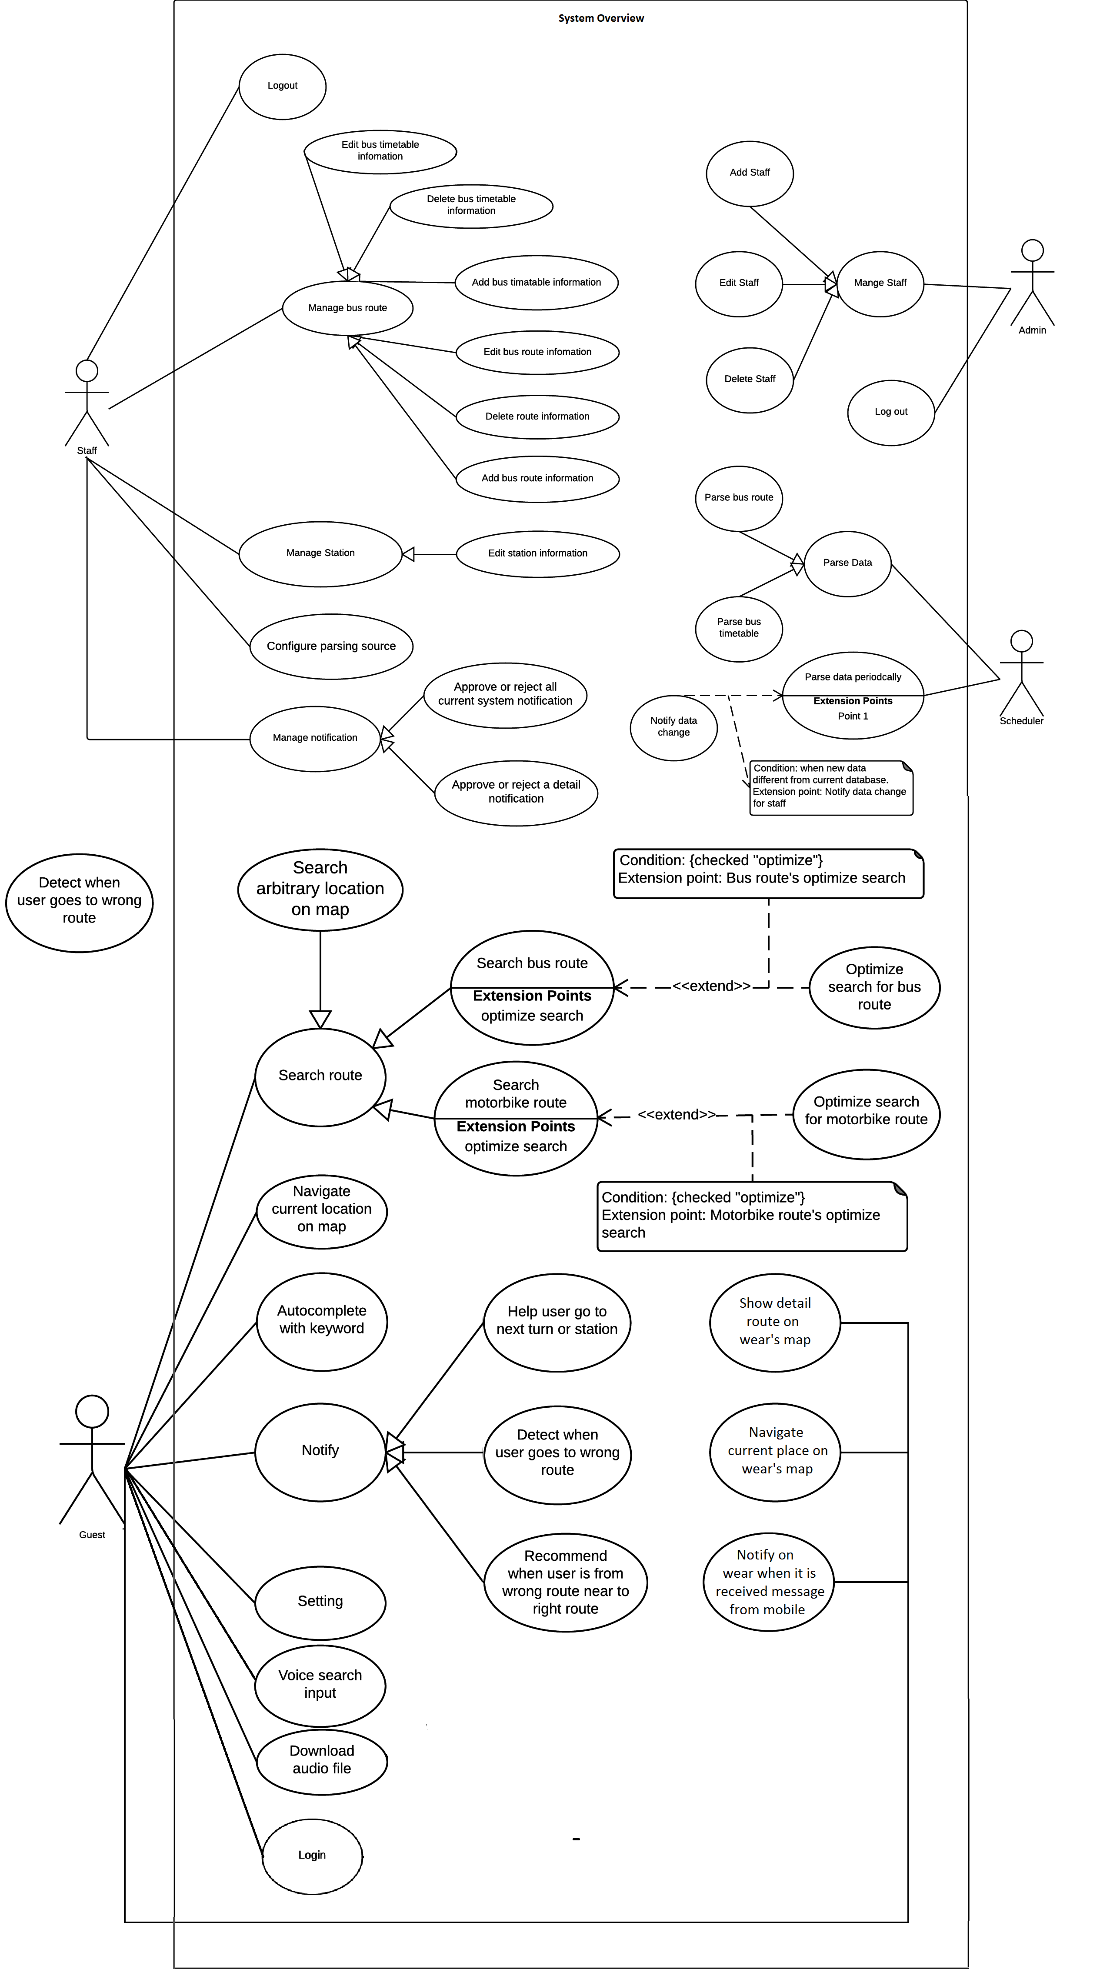 System Overview
Logout
Edit bus timetable
infomation
Delete bus timetable
information
Add bus timatable information
Manage bus route
Edit bus route infomation
Delete route information
Add bus route information
Add Staff
Edit Staff
Mange Staff
Delete Staff
Log out
Admin
Staff
Manage Station
Edit station information
Configure parsing source
Approve or reject all
current system notification
Manage notification
Approve or reject a detail
notification
Parse bus route
Parse Data
Parse bus
timetable
Parse data periodcally
Extension Points
Point 1
Scheduler
Notify data
change
Condition: when new data
different from current database.
Extension point: Notify data change
for staff
Detect when
user goes to wrong
route
Search
arbitrary location
on map
Condition: {checked "optimize"}
Extension point: Bus route's optimize search
Search bus route
Extension Points
optimize search
<<extend>>
Optimize
search for bus
route
Search route
Search
motorbike route
Extension Points
optimize search
<<extend>>
Optimize search
for motorbike route
Condition: {checked "optimize"}
Extension point: Motorbike route's optimize
search
Navigate
current location
on map
Autocomplete
with keyword
Help user go to
next turn or station
Show detail
route on
wear's map
Notify
Detect when
user goes to wrong
route
Navigate
current place on
wear's map
Guest
Recommend
when user is from
wrong route near to
right route
Notify on
wear when it is
received message
from mobile
Setting
Voice search
input
Download
audio file
Login